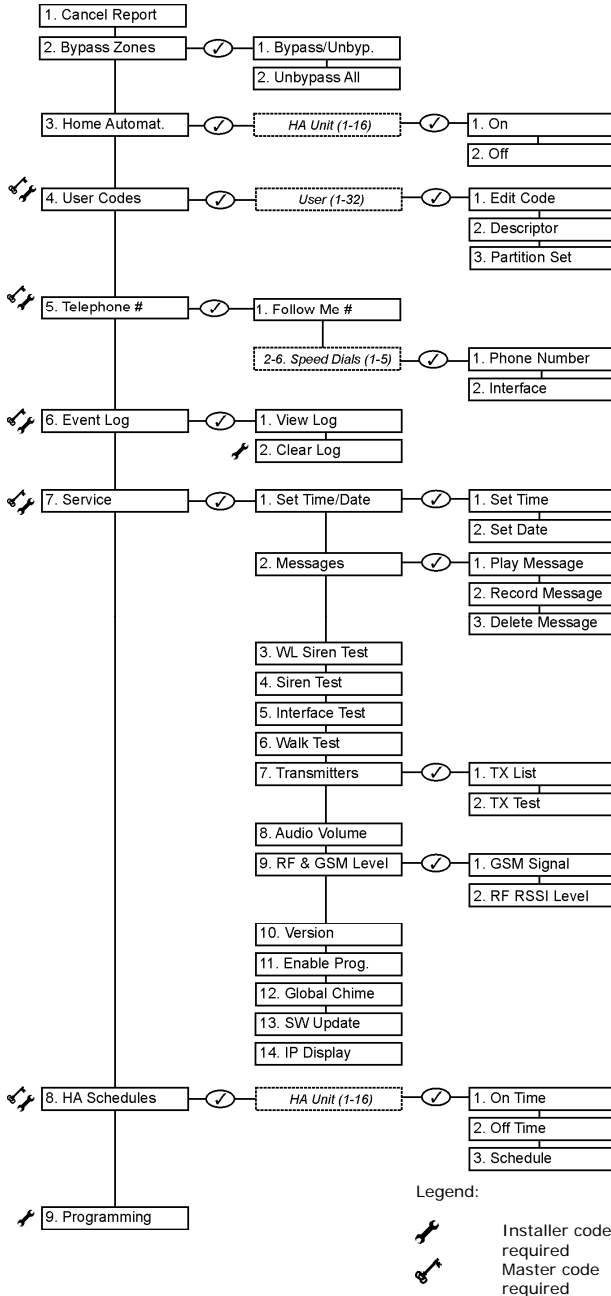 1. Cancel Report
2. Bypass Zones
1. Bypass/Unbyp.
2. Unbypass All
3. Home Automat.
HA Unit (1-16)
1. On
2. Off
4. User Codes
User (1-32)
1. Edit Code
2. Descriptor
3. Partition Set
5. Telephone #
1. Follow Me #
2-6. Speed Dials (1-5)
1. Phone Number
2. Interface
6. Event Log
1. View Log
2. Clear Log
7. Service
1. Set Time/Date
1. Set Time
2. Set Date
2. Messages
1. Play Message
2. Record Message
3. Delete Message
3. WL Siren Test
4. Siren Test
5. Interface Test
6. Walk Test
7. Transmitters
1. TX List
2. TX Test
8. Audio Volume
9. RF & GSM Level
1. GSM Signal
2. RF RSSI Level
10. Version
11. Enable Prog.
12. Global Chime
13. SW Update
14. IP Display
8. HA Schedules
HA Unit (1-16)
1. On Time
2. Off Time
3. Schedule
9. Programming
Legend:
Installer code
required
Master code
required